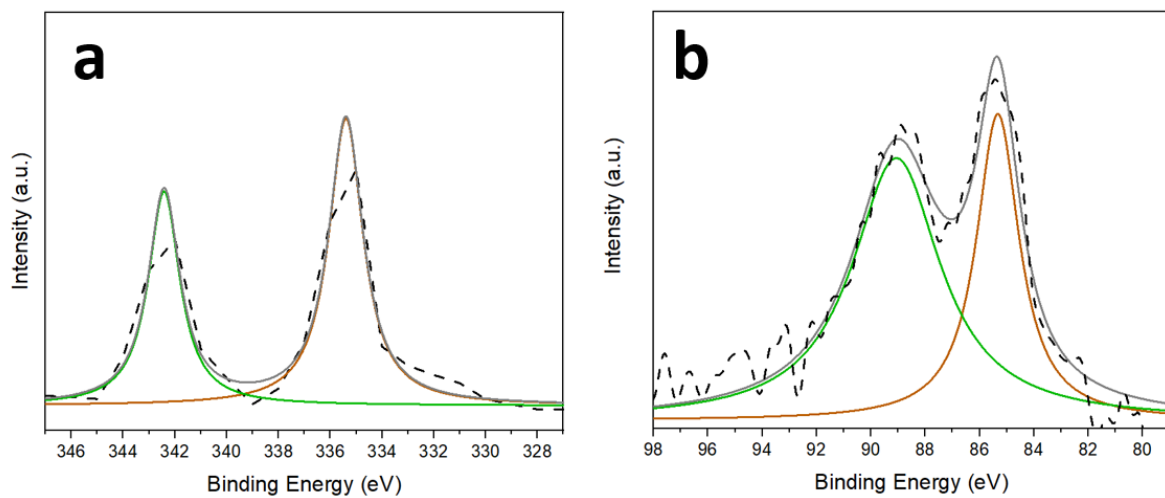 a
Intensity (a.u.)
346 344 342 340 338 336 334 332 330 328
Binding Energy (eV)
b
Intensity (a.u.)
98 96 94 92 90 88 86 84 82 80
Binding Energy (eV)